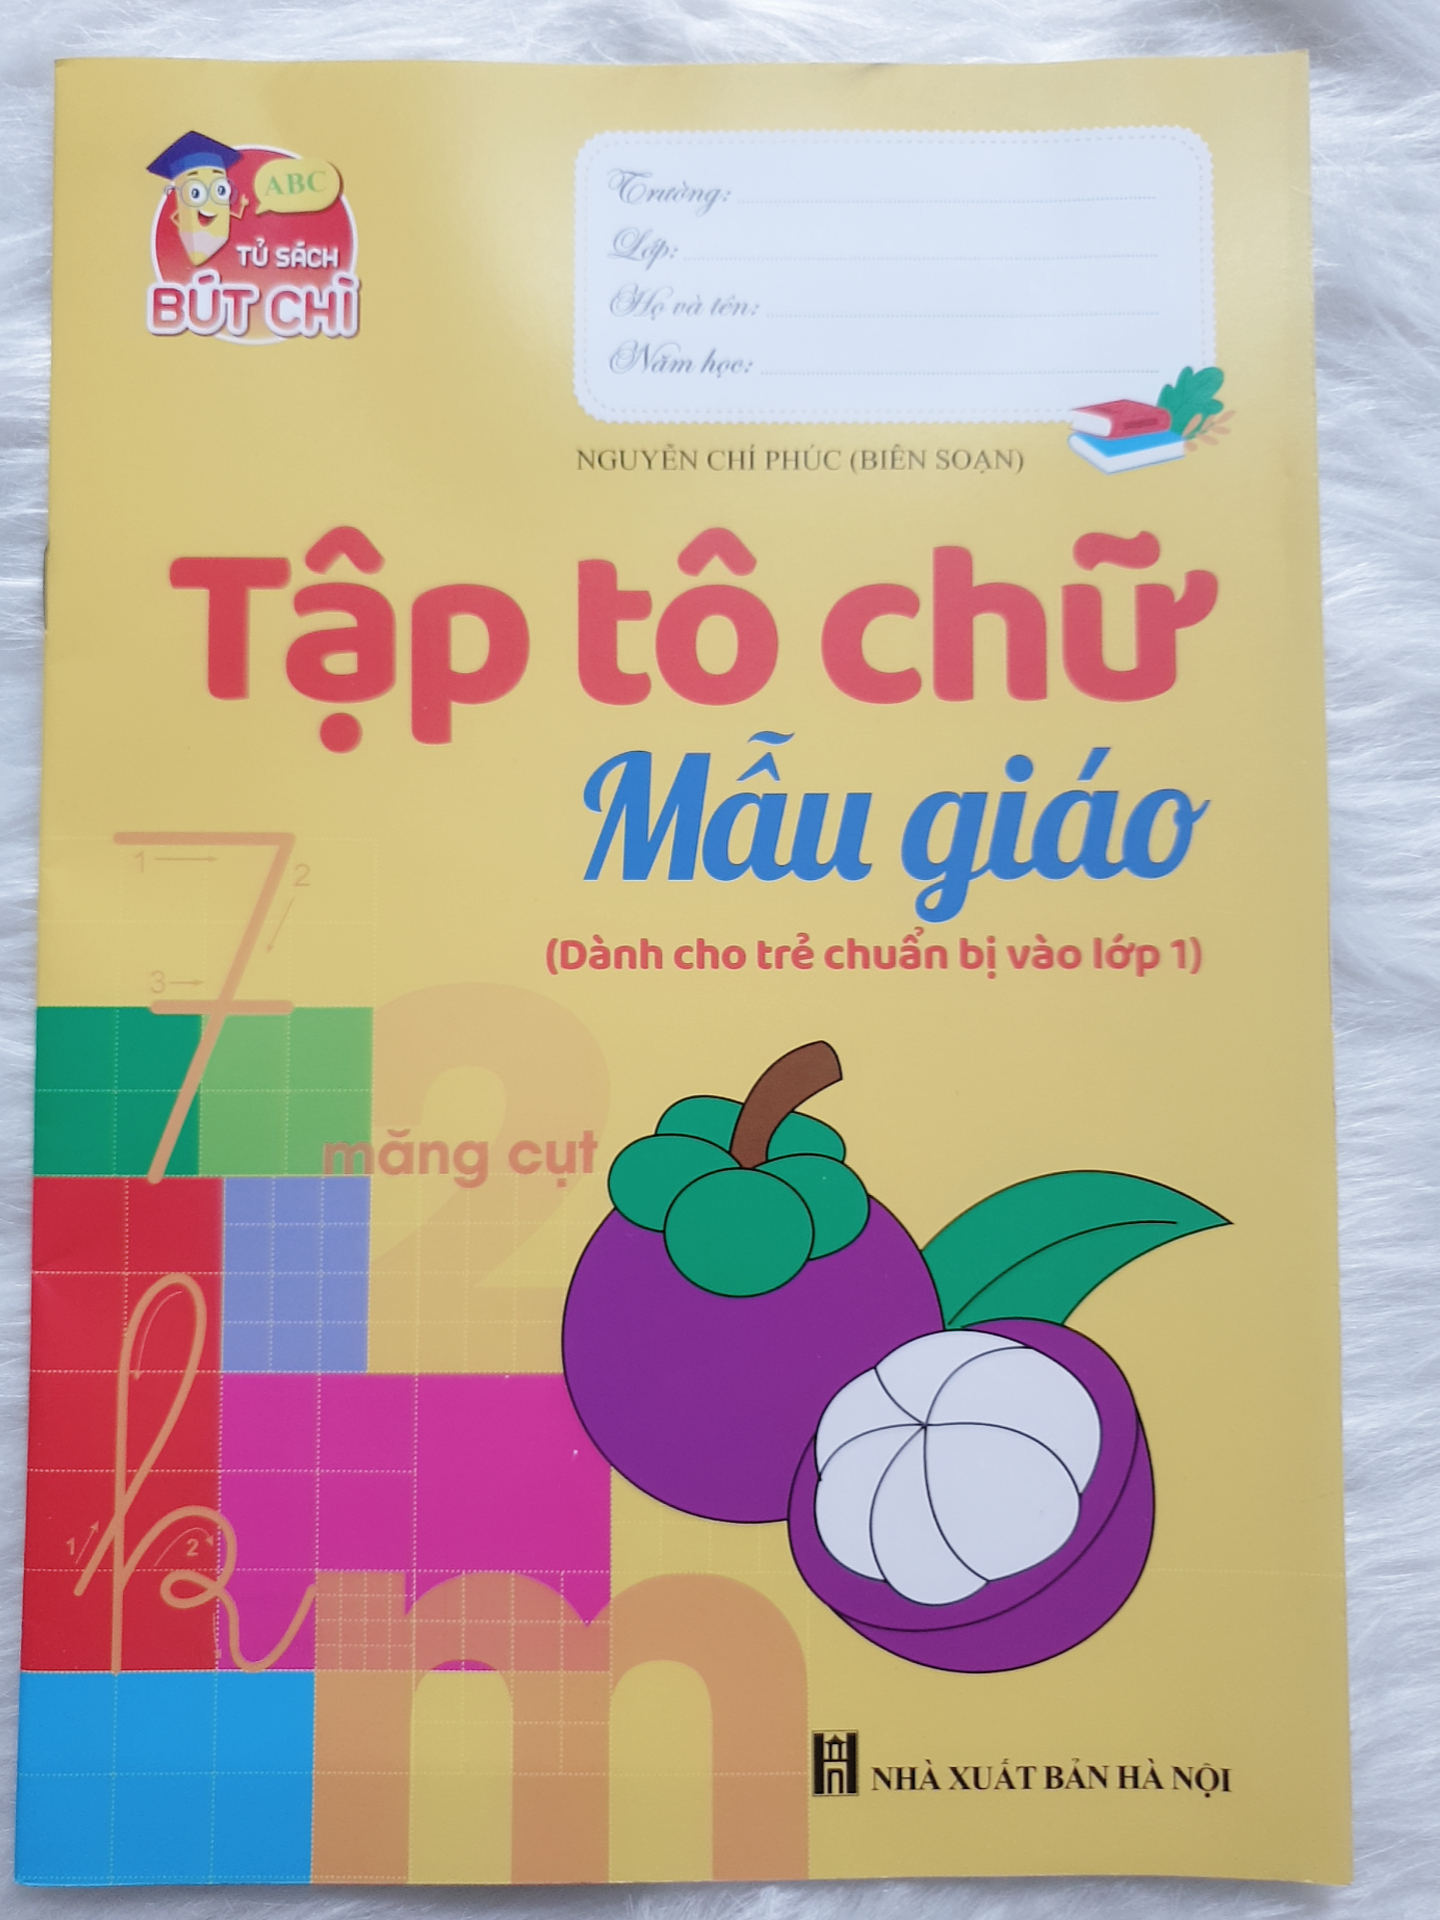 ABC
TỦ SÁCH
BÚT CHÌ
Trường:
Lớp:
Họ và tên:
Năm học:
NGUYỄN CHÍ PHÚC (BIÊN SOẠN)
Tập tô chữ
Mẫu giáo
(Dành cho trẻ chuẩn bị vào lớp 1)
7
1
2
3
2
măng cụt
k
1
2
m
NHÀ XUẤT BẢN HÀ NỘI